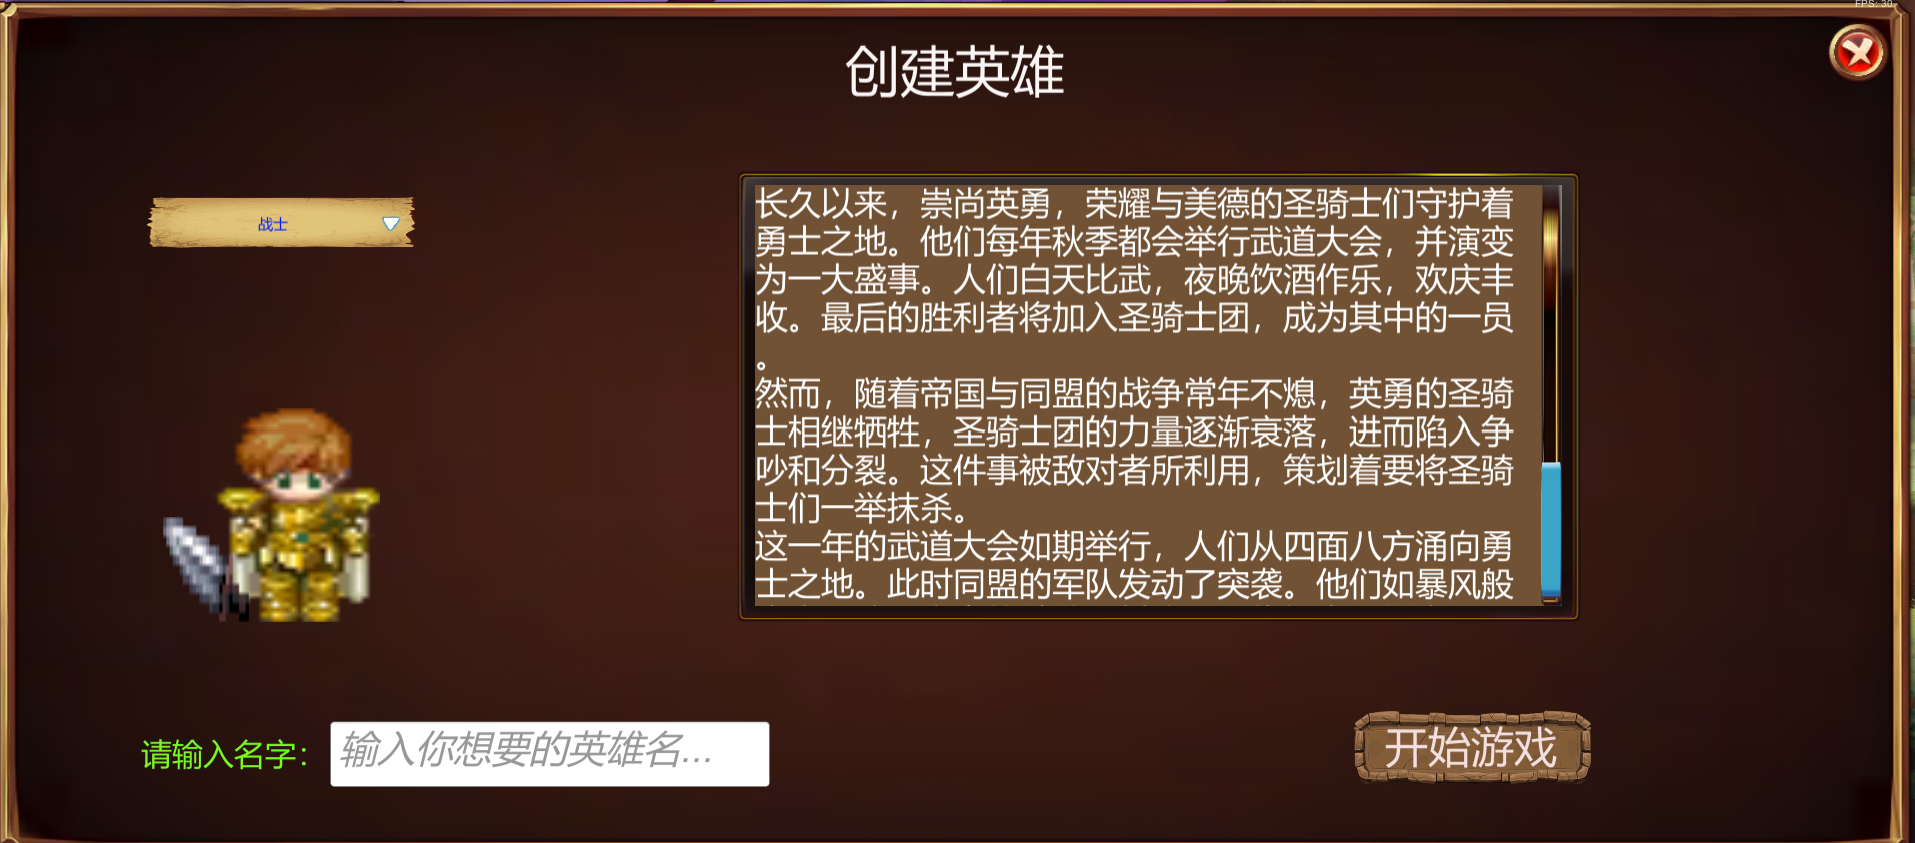 FPS: 30
创建英雄
战士
长久以来，崇尚英勇，荣耀与美德的圣骑士们守护着
勇士之地。他们每年秋季都会举行武道大会，并演变
为一大盛事。人们白天比武，夜晚饮酒作乐，欢庆丰
收。最后的胜利者将加入圣骑士团，成为其中的一员
。
然而，随着帝国与同盟的战争常年不熄，英勇的圣骑
士相继牺牲，圣骑士团的力量逐渐衰落，进而陷入争
吵和分裂。这件事被敌对者所利用，策划着要将圣骑
士们一举抹杀。
这一年的武道大会如期举行，人们从四面八方涌向勇
士之地。此时同盟的军队发动了突袭。他们如暴风般
请输入名字：
输入你想要的英雄名...
开始游戏